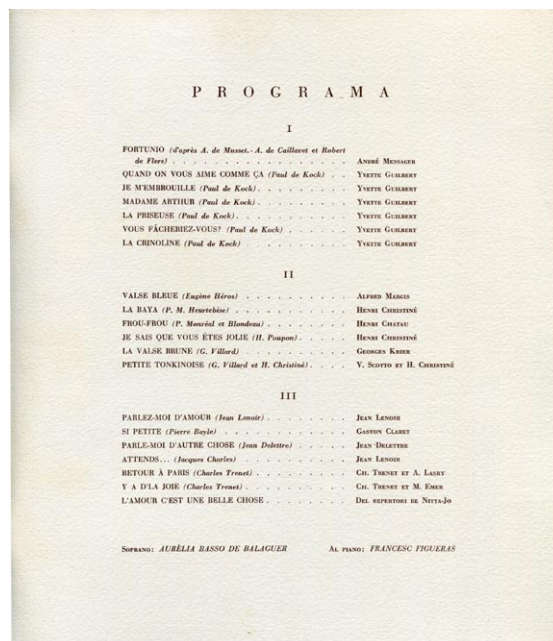 PROGRAMA
I
FORTUNIO (d'après A. de Musset.-A. de Caillavet et Robert
de Flers) . . . . . . . . . . . . . . . . . ANDRÉ MESSAGER
QUAND ON VOUS AIME COMME ÇA (Paul de Kock) . . YVETTE GUILBERT
JE M'EMBROUILLE (Paul de Kock) . . . . . . . . YVETTE GUILBERT
MADAME ARTHUR (Paul de Kock) . . . . . . . . YVETTE GUILBERT
LA PRISEUSE (Paul de Kock) . . . . . . . . . . YVETTE GUILBERT
VOUS FÂCHERIEZ-VOUS? (Paul de Kock) . . . . . . YVETTE GUILBERT
LA CRINOLINE (Paul de Kock) . . . . . . . . . YVETTE GUILBERT
II
VALSE BLEUE (Eugène Héros) . . . . . . . . . . ALFRED MARGIS
LA BAYA (P. M. Heurtebise) . . . . . . . . . . HENRI CHRISTINÉ
FROU-FROU (P. Monréal et Blondeau) . . . . . . . HENRI CHATAU
JE SAIS QUE VOUS ÊTES JOLIE (H. Poupon) . . . . . HENRI CHRISTINÉ
LA VALSE BRUNE (G. Villard) . . . . . . . . . . GEORGES KRIER
PETITE TONKINOISE (G. Villard et H. Christiné) . . . . V. SCOTTO ET H. CHRISTINÉ
III
PARLEZ-MOI D'AMOUR (Jean Lenoir) . . . . . . . JEAN LENOIR
SI PETITE (Pierre Bayle) . . . . . . . . . . . GASTON CLARET
PARLE-MOI D'AUTRE CHOSE (Jean Delettre) . . . . . JEAN DELETTRE
ATTENDS... (Jacques Charles) . . . . . . . . . . JEAN LENOIR
RETOUR À PARIS (Charles Trenet) . . . . . . . . CH. TRENET ET A. LASRY
Y A D'LA JOIE (Charles Trenet) . . . . . . . . . CH. TRENET ET M. EMER
L'AMOUR C'EST UNE BELLE CHOSE . . . . . . . . DEL REPERTORI DE NITTA-JO
SOPRANO: AURÈLIA BASSO DE BALAGUER AL PIANO: FRANCESC FIGUERAS